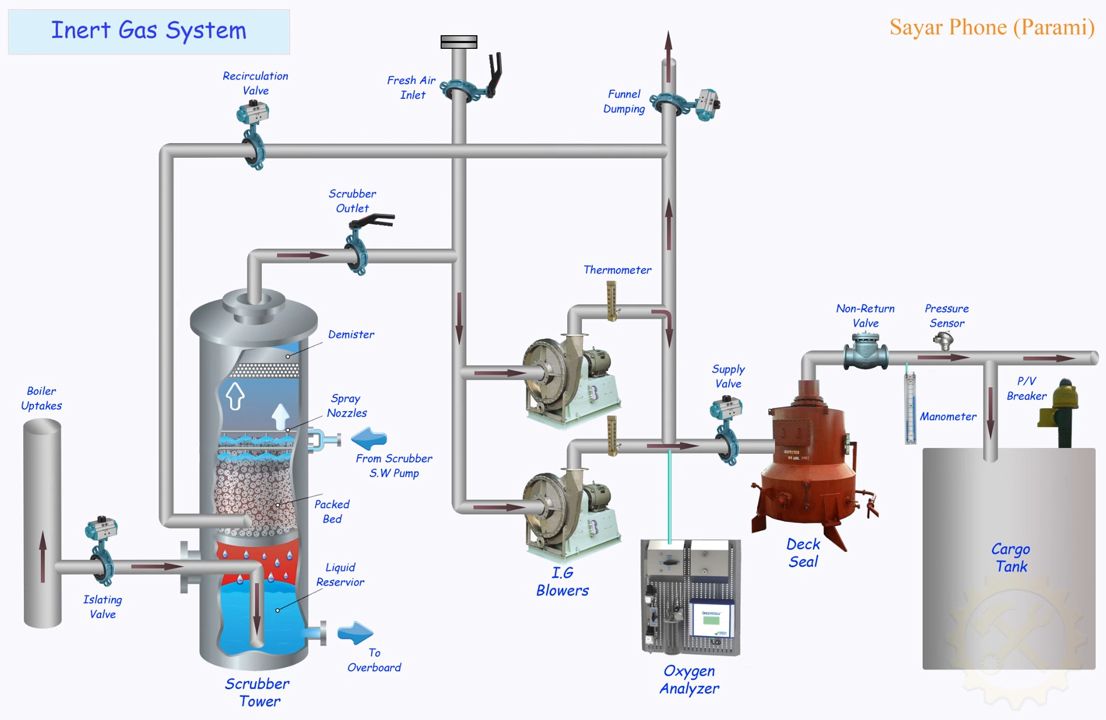 Inert Gas System
Sayar Phone (Parami)
Recirculation
Valve
Fresh Air
Inlet
Funnel
Dumping
Scrubber
Outlet
Thermometer
Demister
Non-Return
Valve
Pressure
Sensor
Boiler
Uptakes
Spray
Nozzles
Supply
Valve
P/V
Breaker
Manometer
From Scrubber
S.W Pump
Packed
Bed
Islating
Valve
Liquid
Reservior
I.G
Blowers
Deck
Seal
Cargo
Tank
To
Overboard
Scrubber
Tower
Oxygen
Analyzer